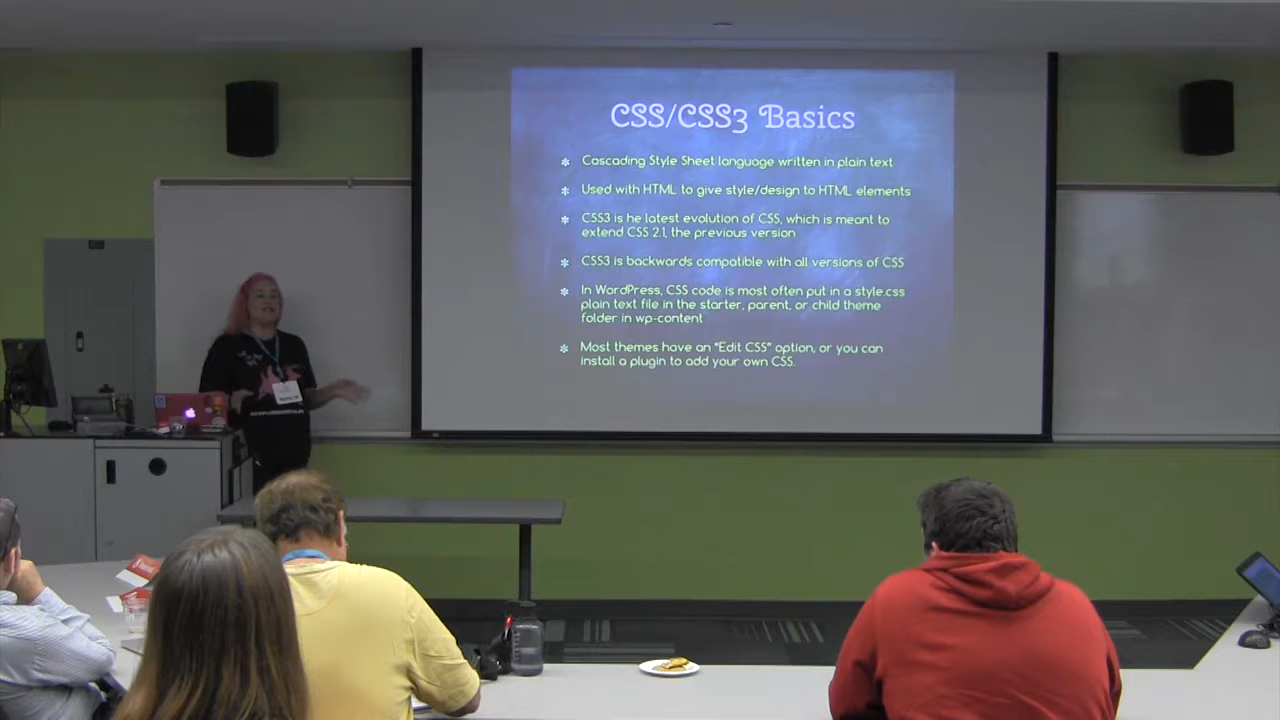 CSS/CSS3 Basics
* Cascading Style Sheet language written in plain text
* Used with HTML to give style/design to HTML elements
* CSS3 is he latest evolution of CSS, which is meant to
extend CSS 2.1, the previous version
* CSS3 is backwards compatible with all versions of CSS
* In WordPress, CSS code is most often put in a style.css
plain text file in the starter, parent, or child theme
folder in wp-content
* Most themes have an "Edit CSS" option, or you can
install a plugin to add your own CSS.